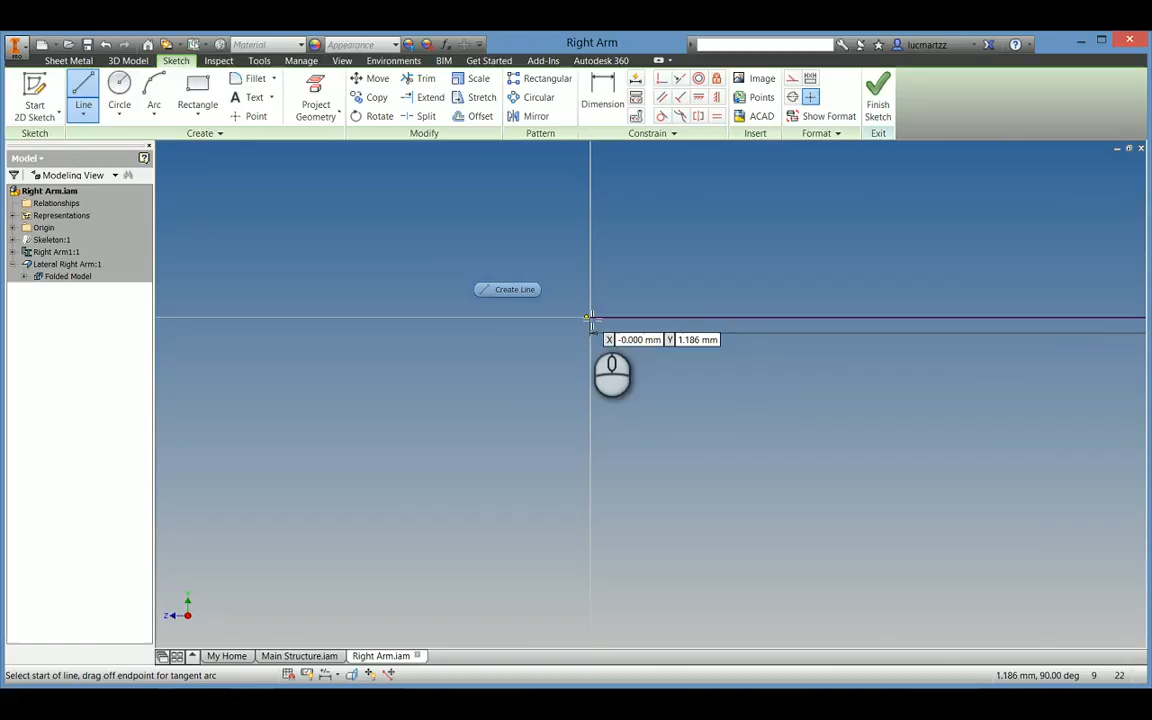 Material
Appearance
Right Arm
lucmartzz
Sheet Metal 3D Model Sketch Inspect Tools Manage View Environments BIM Get Started Add-Ins Autodesk 360
PRO
Start
2D Sketch
Line
Circle
Arc
Rectangle
Fillet
Text
Point
Project
Geometry
Move
Copy
Rotate
Trim
Extend
Split
Scale
Stretch
Offset
Rectangular
Circular
Mirror
Dimension
Image
Points
ACAD
Show Format
Finish
Sketch
Sketch Create Modify Pattern Constrain Insert Format Exit
Model
Modeling View
Right Arm.iam
Relationships
Representations
Origin
Skeleton:1
Right Arm1:1
Lateral Right Arm:1
Folded Model
Create Line
X -0.000 mm Y 1.186 mm
Y
Z
My Home Main Structure.iam Right Arm.iam
Select start of line, drag off endpoint for tangent arc 1.186 mm, 90.00 deg 9 22